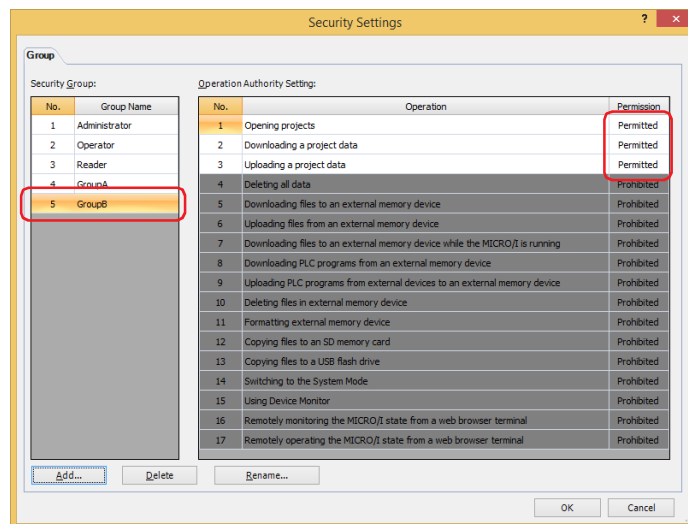 Security Settings
?
×
Group
Security Group:
Operation Authority Setting:
No. Group Name
1 Administrator
2 Operator
3 Reader
4 GroupA
5 GroupB
No. Operation Permission
1 Opening projects Permitted
2 Downloading a project data Permitted
3 Uploading a project data Permitted
4 Deleting all data Prohibited
5 Downloading files to an external memory device Prohibited
6 Uploading files from an external memory device Prohibited
7 Downloading files to an external memory device while the MICRO/I is running Prohibited
8 Downloading PLC programs from an external memory device Prohibited
9 Uploading PLC programs from external devices to an external memory device Prohibited
10 Deleting files in external memory device Prohibited
11 Formatting external memory device Prohibited
12 Copying files to an SD memory card Prohibited
13 Copying files to a USB flash drive Prohibited
14 Switching to the System Mode Prohibited
15 Using Device Monitor Prohibited
16 Remotely monitoring the MICRO/I state from a web browser terminal Prohibited
17 Remotely operating the MICRO/I state from a web browser terminal Prohibited
Add... Delete Rename...
OK Cancel